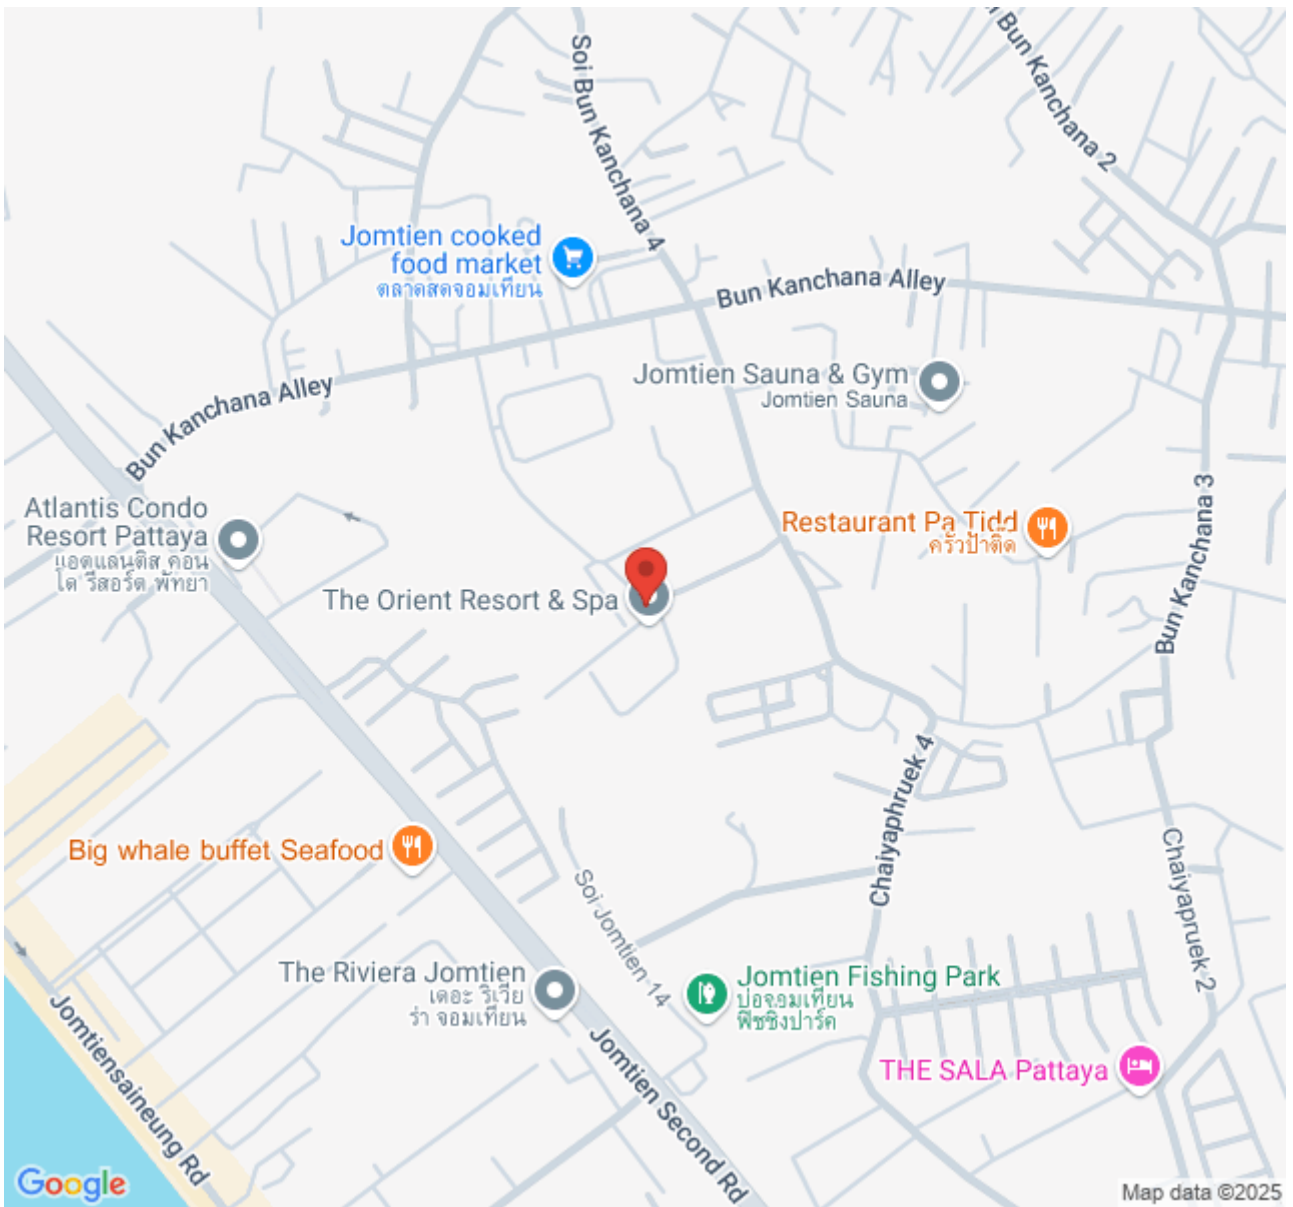 Soi Bun Kanchana 4
Bun Kanchana 2
Jomtien cooked
food market
ตลาดสดจอมเทียน
Bun Kanchana Alley
Jomtien Sauna & Gym
Jomtien Sauna
Bun Kanchana Alley
Atlantis Condo
Resort Pattaya
แอตแลนติส คอน
โด รีสอร์ต พัทยา
Restaurant Pa Tidd
ครัวป้าติ๊ด
Bun Kanchana 3
The Orient Resort & Spa
Chaiyaphruek 4
Big whale buffet Seafood
Soi Jomtien 14
Chaiyapruek 2
The Riviera Jomtien
เดอะ ริเวีย
ร่า จอมเทียน
Jomtien Fishing Park
บ่อจอมเทียน
ฟิชชิ่งปาร์ค
THE SALA Pattaya
Jomtiensaineung Rd
Jomtien Second Rd
Google
Map data ©2025